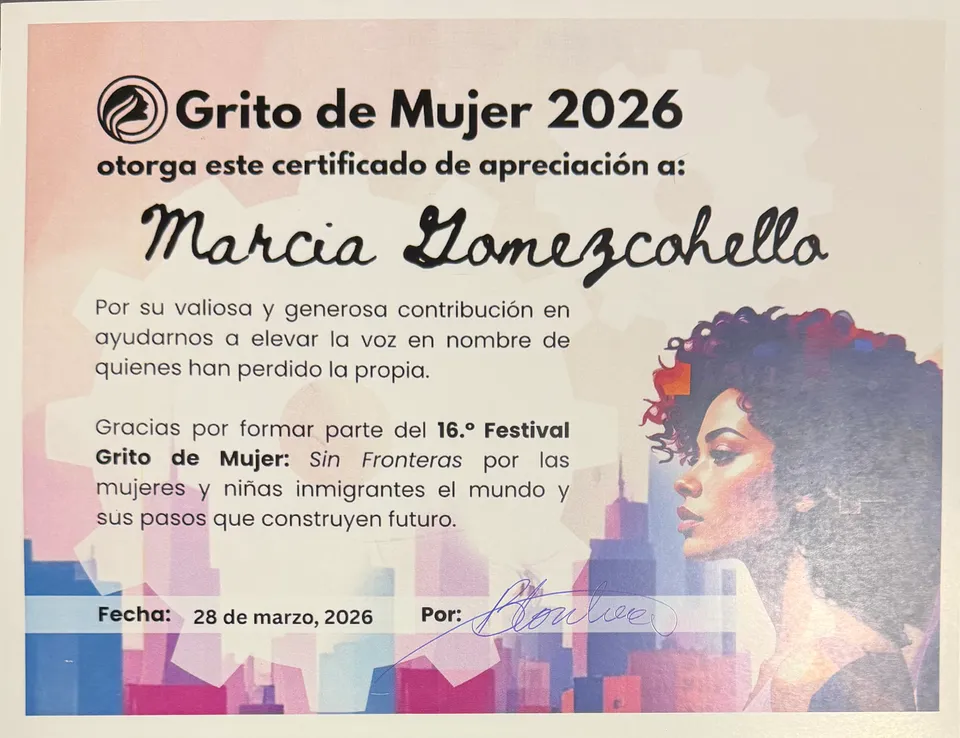 Grito de Mujer 2026
otorga este certificado de apreciación a:
Marcia Gomezcohello
Por su valiosa y generosa contribución en
ayudarnos a elevar la voz en nombre de
quienes han perdido la propia.
Gracias por formar parte del 16.º Festival
Grito de Mujer: Sin Fronteras por las
mujeres y niñas inmigrantes el mundo y
sus pasos que construyen futuro.
Fecha: 28 de marzo, 2026 Por: